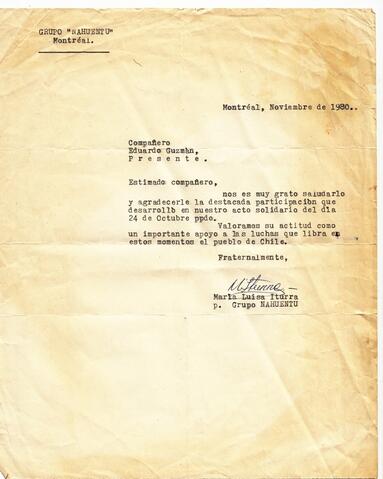 GRUPO "NAHUENTU"
Montréal.
Montréal, Noviembre de 1980..
Compañero
Eduardo Guzmán,
P r e s e n t e .
Estimado compañero,
nos es muy grato saludarlo
y agradecerle la destacada participación que
desarrolló en nuestro acto solidario del día
24 de Octubre ppdo.
Valoramos su actitud como
un importante apoyo a las luchas que libra en
estos momentos el pueblo de Chile.
Fraternalmente,
MIturra
María Luisa Iturra
p. Grupo NAHUENTU